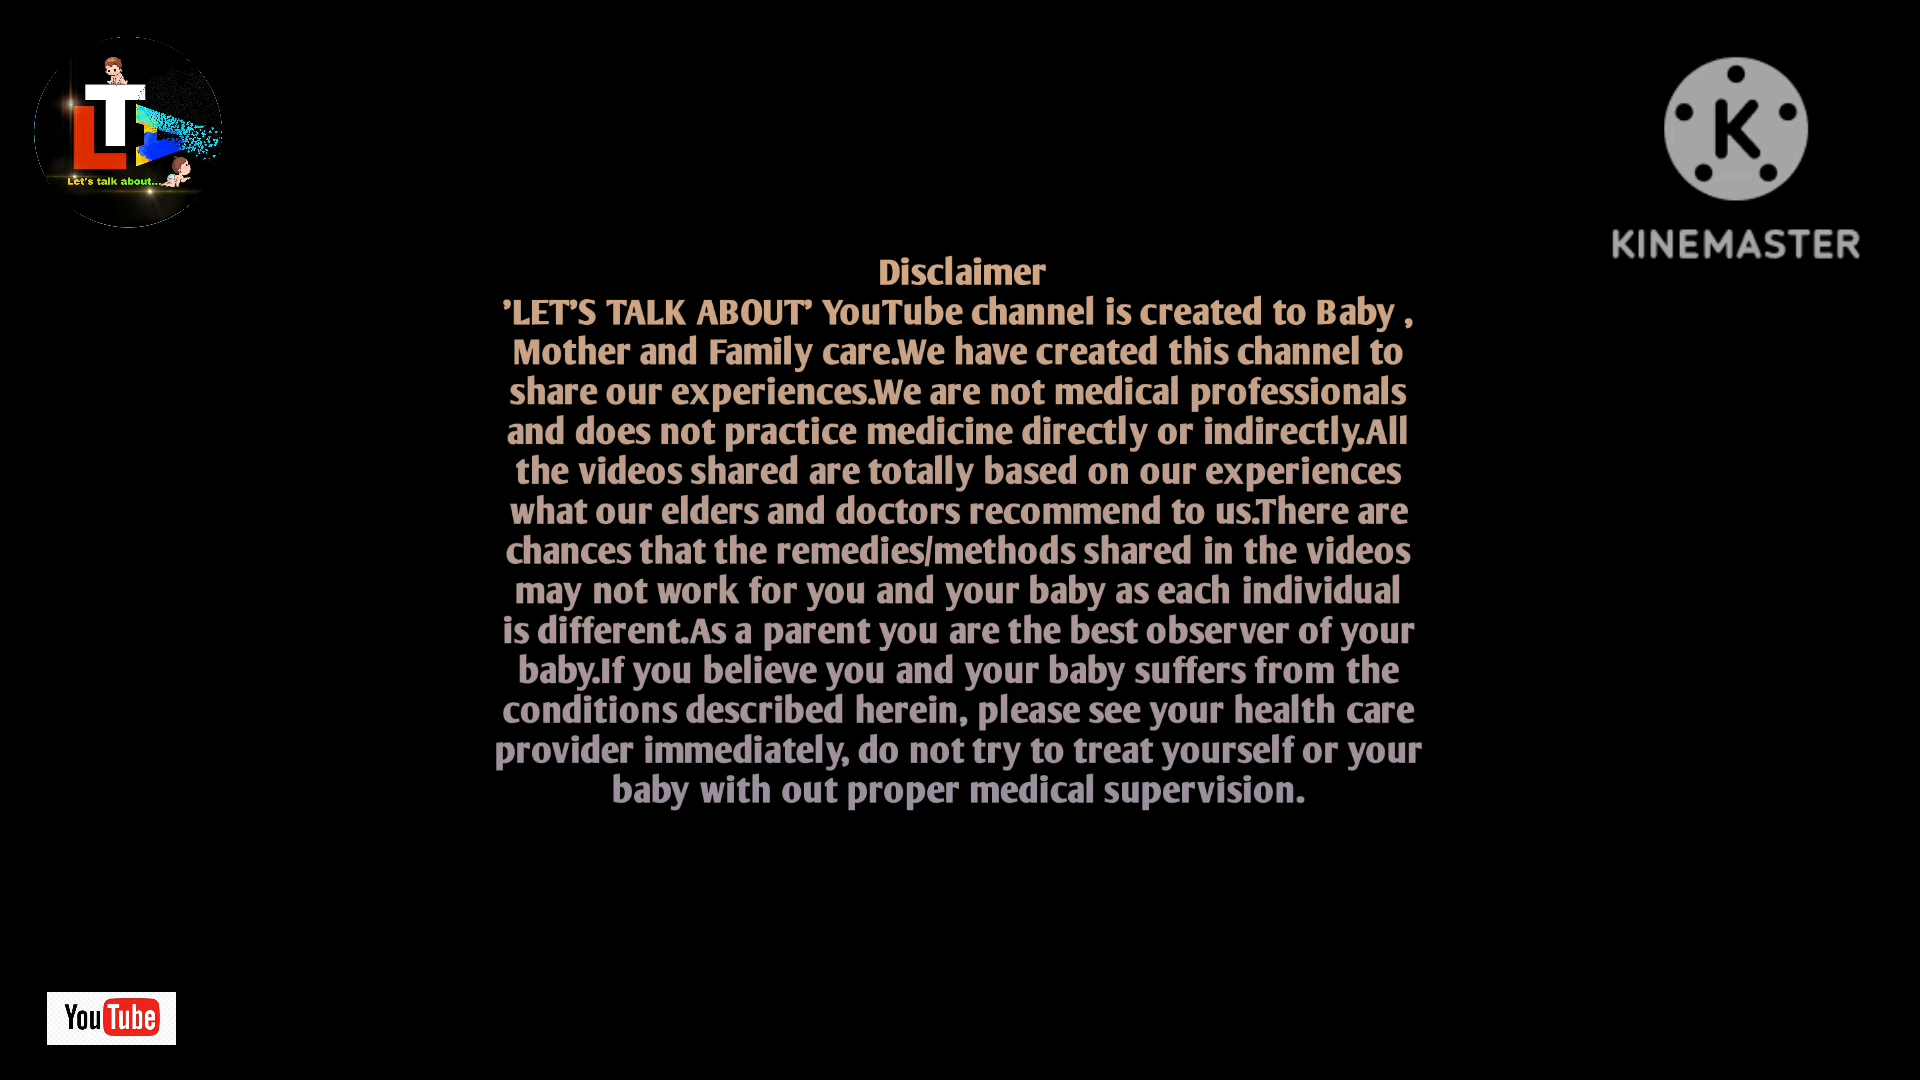 LTA
Let's talk about...
K
KINEMASTER
Disclaimer
’LET’S TALK ABOUT’ YouTube channel is created to Baby ,
Mother and Family care.We have created this channel to
share our experiences.We are not medical professionals
and does not practice medicine directly or indirectly.All
the videos shared are totally based on our experiences
what our elders and doctors recommend to us.There are
chances that the remedies/methods shared in the videos
may not work for you and your baby as each individual
is different.As a parent you are the best observer of your
baby.If you believe you and your baby suffers from the
conditions described herein, please see your health care
provider immediately, do not try to treat yourself or your
baby with out proper medical supervision.
YouTube